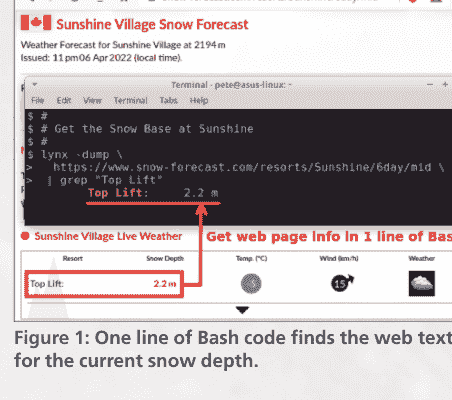 Sunshine Village Snow Forecast
Weather Forecast for Sunshine Village at 2194 m
Issued: 11 pm 06 Apr 2022 (local time).
Terminal - pete@asus-linux: ~
File Edit View Terminal Tabs Help
$ #
$ # Get the Snow Base at Sunshine
$ #
$ lynx -dump \
> https://www.snow-forecast.com/resorts/Sunshine/6day/mid \
> | grep "Top Lift"
Top Lift: 2.2 m
Sunshine Village Live Weather
Get web page info in 1 line of Bas
Resort Snow Depth Temp. (°C) Wind (km/h) Weather
Top Lift: 2.2 m 15
Figure 1: One line of Bash code finds the web text
for the current snow depth.